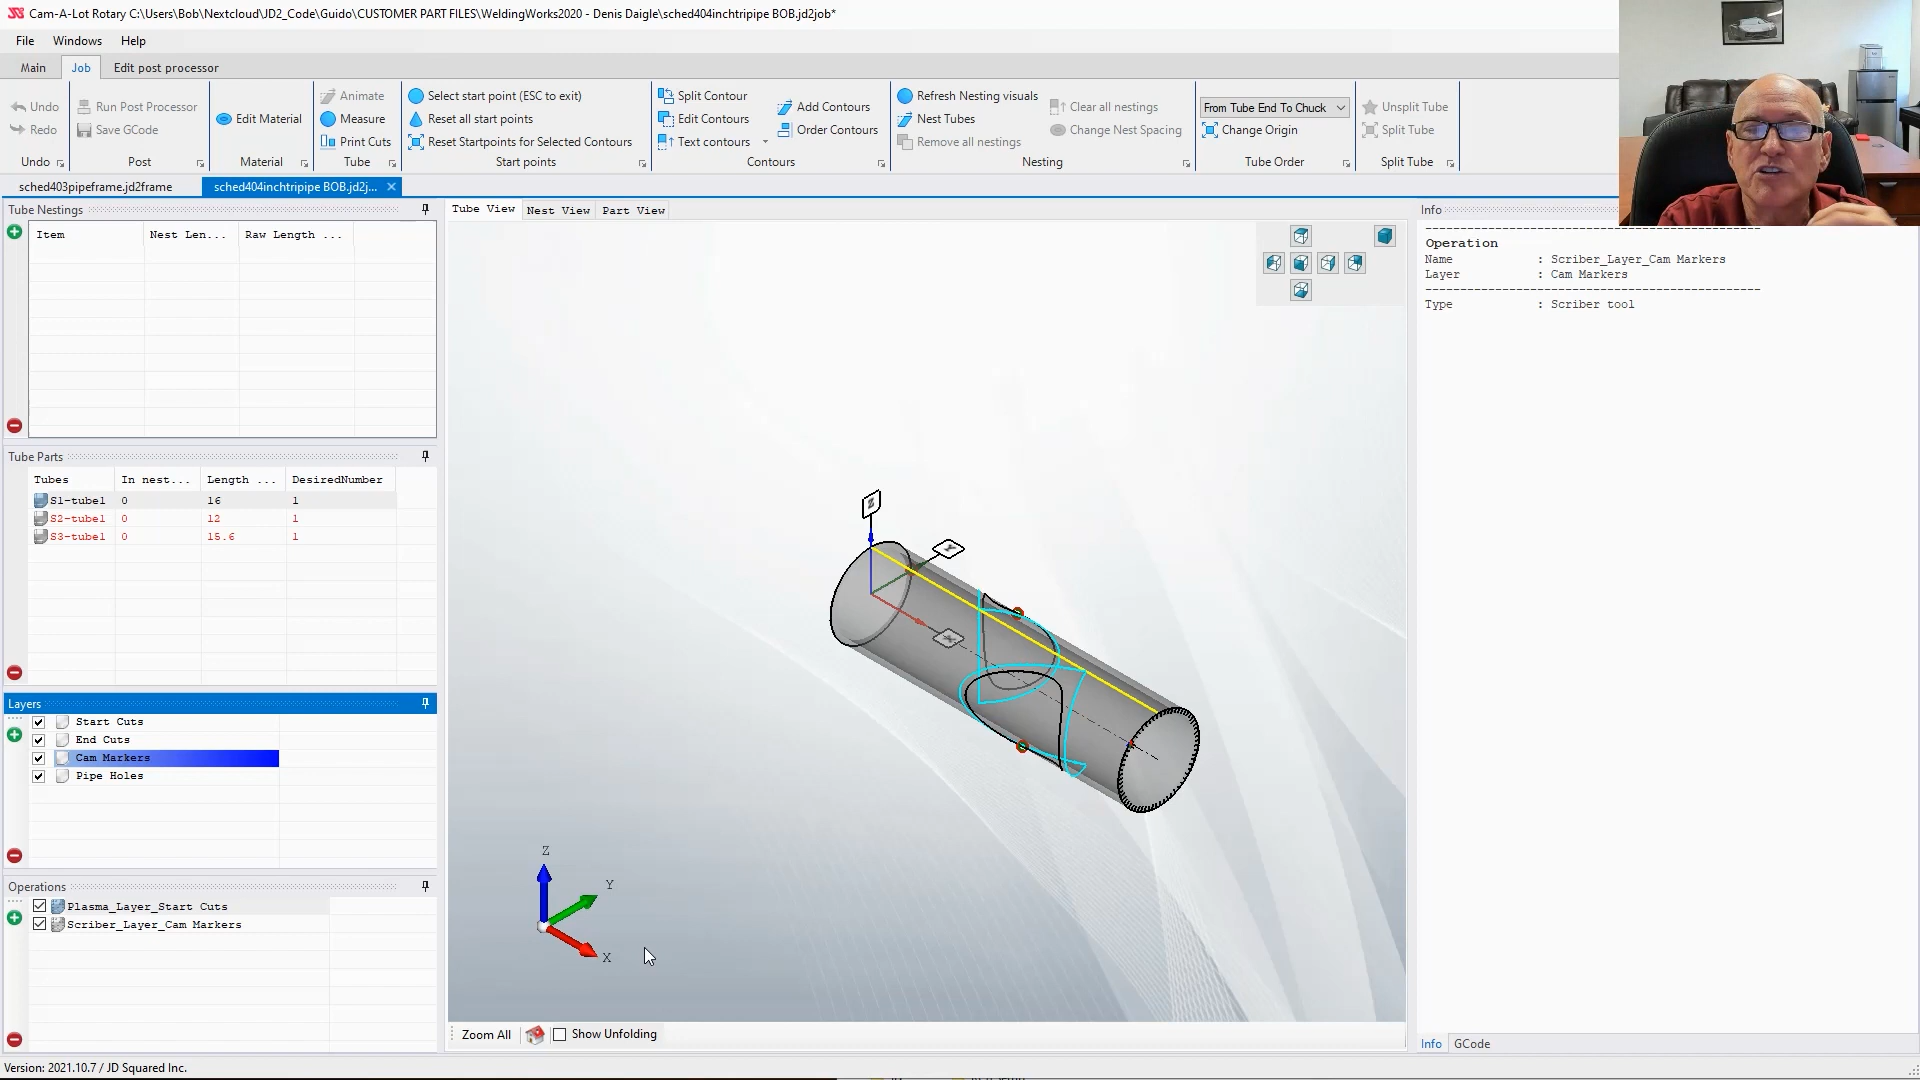 Cam-A-Lot Rotary C:\Users\Bob\Nextcloud\JD2_Code\Guido\CUSTOMER PART FILES\WeldingWorks2020 - Denis Daigle\sched404inchtripipe BOB.jd2job*
File Windows Help
Main Job Edit post processor
Undo Run Post Processor Edit Material Animate Select start point (ESC to exit) Split Contour Add Contours Refresh Nesting visuals Clear all nestings From Tube End To Chuck Unsplit Tube
Redo Save GCode Measure Reset all start points Edit Contours Order Contours Nest Tubes Change Nest Spacing Change Origin Split Tube
Print Cuts Reset Startpoints for Selected Contours Text contours Remove all nestings
Undo Post Material Tube Start points Contours Nesting Tube Order Split Tube
sched403pipeframe.jd2frame sched404inchtripipe BOB.jd2j...
Tube Nestings
Item Nest Len... Raw Length ...
Tube Parts
Tubes In nest... Length ... DesiredNumber
S1-tube1 0 16 1
S2-tube1 0 12 1
S3-tube1 0 15.6 1
Layers
Start Cuts
End Cuts
Cam Markers
Pipe Holes
Operations
Plasma_Layer_Start Cuts
Scriber_Layer_Cam Markers
Tube View Nest View Part View
Z
Y
X
Zoom All Show Unfolding
Info
Operation
Name : Scriber_Layer_Cam Markers
Layer : Cam Markers
Type : Scriber tool
Info GCode
Version: 2021.10.7 / JD Squared Inc.